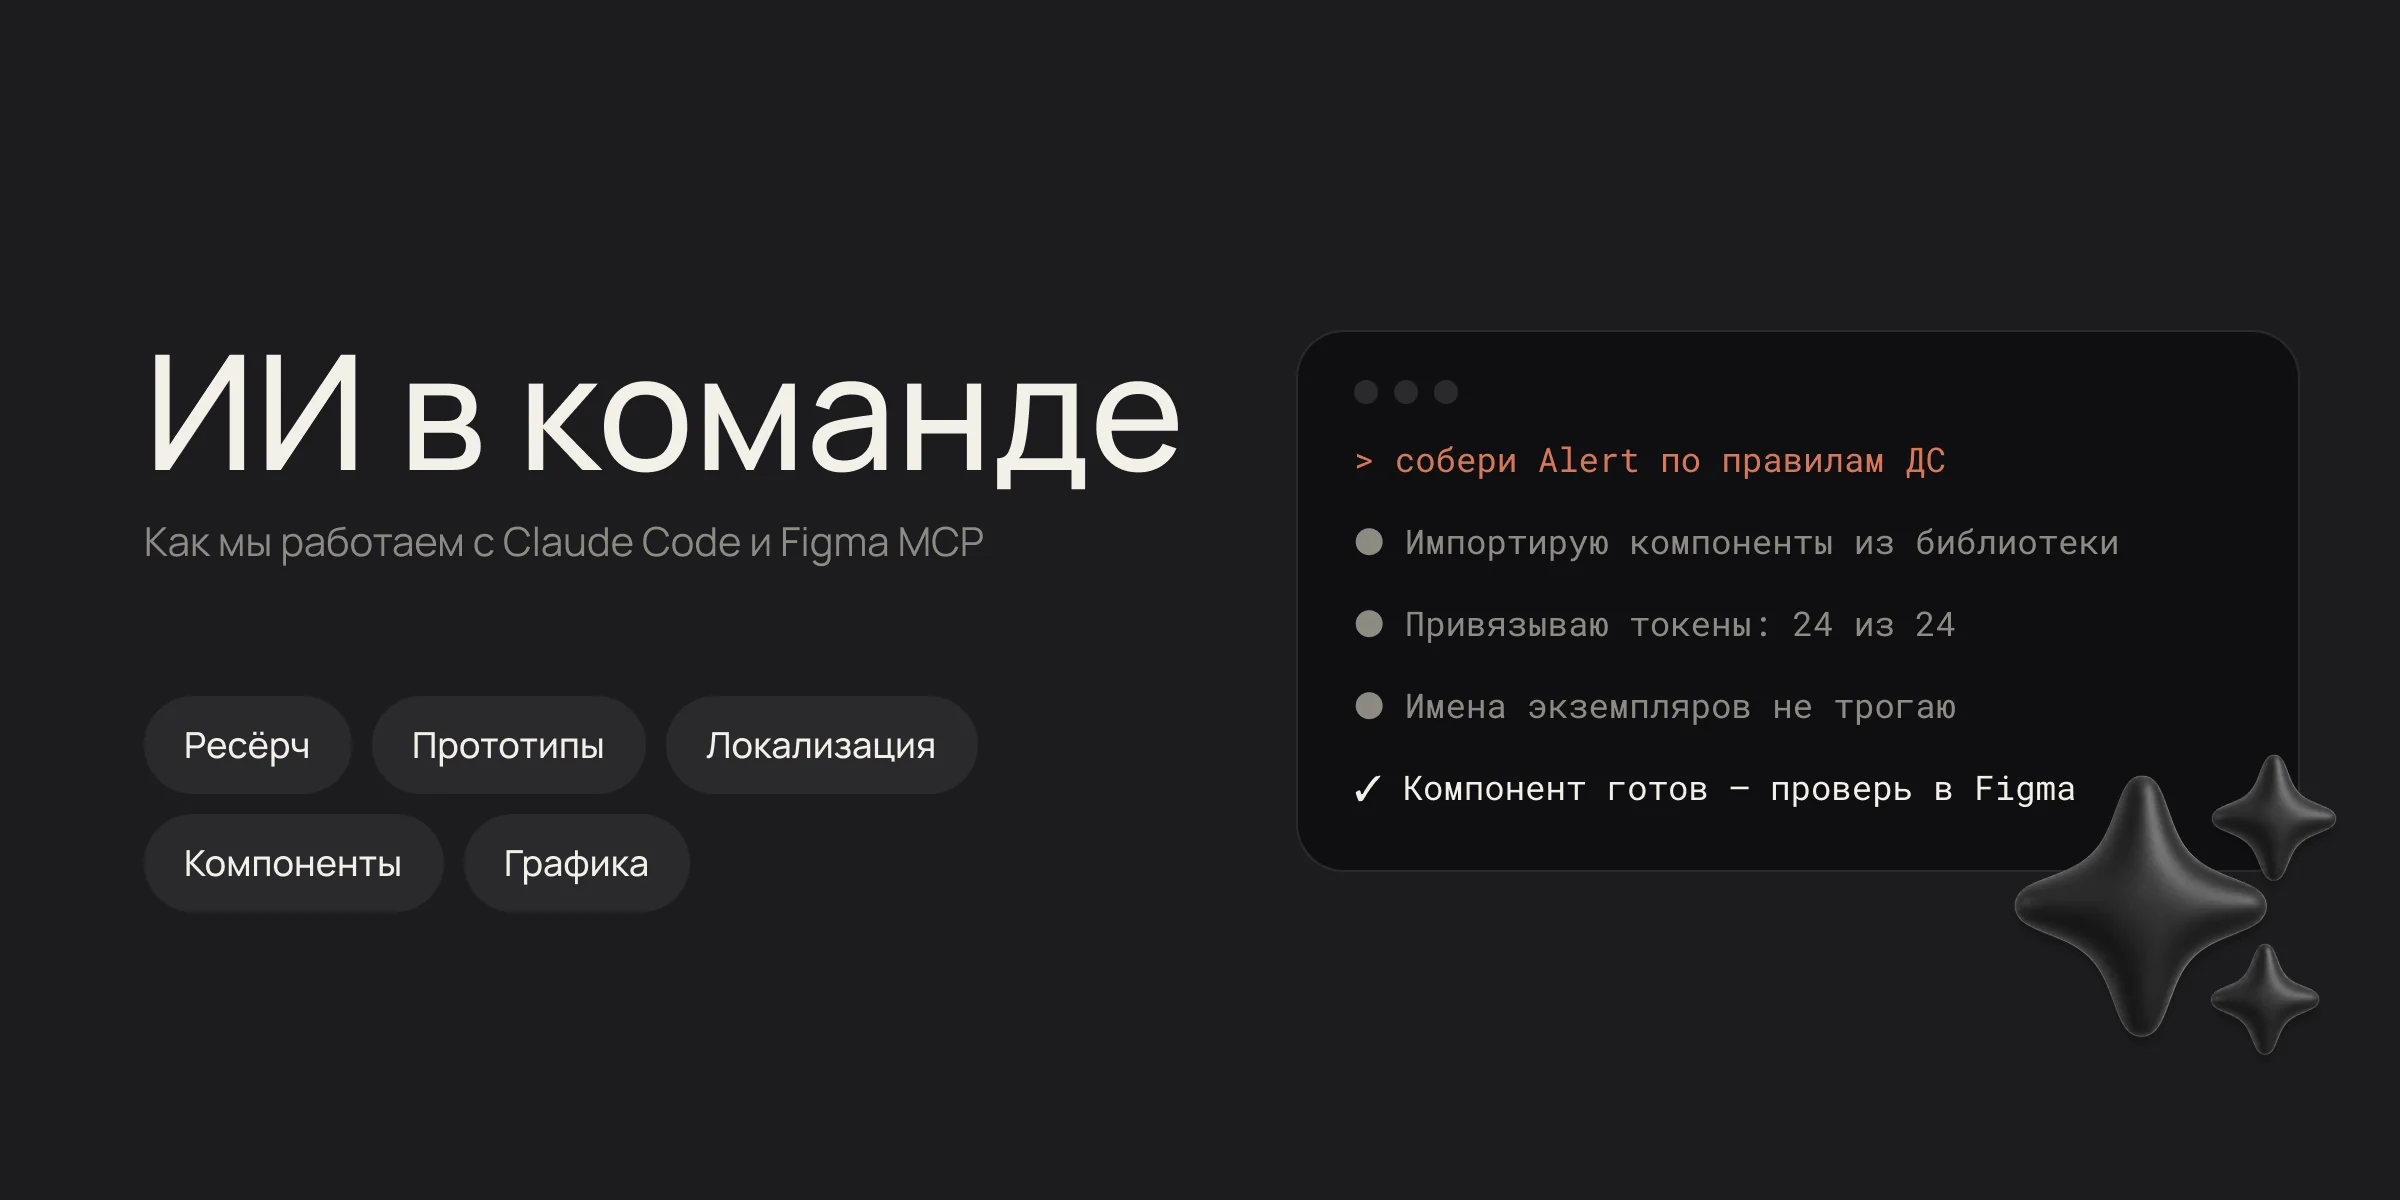 ИИ в команде
Как мы работаем с Claude Code и Figma MCP
Ресёрч
Прототипы
Локализация
Компоненты
Графика
> собери Alert по правилам ДС
● Импортирую компоненты из библиотеки
● Привязываю токены: 24 из 24
● Имена экземпляров не трогаю
✓ Компонент готов — проверь в Figma